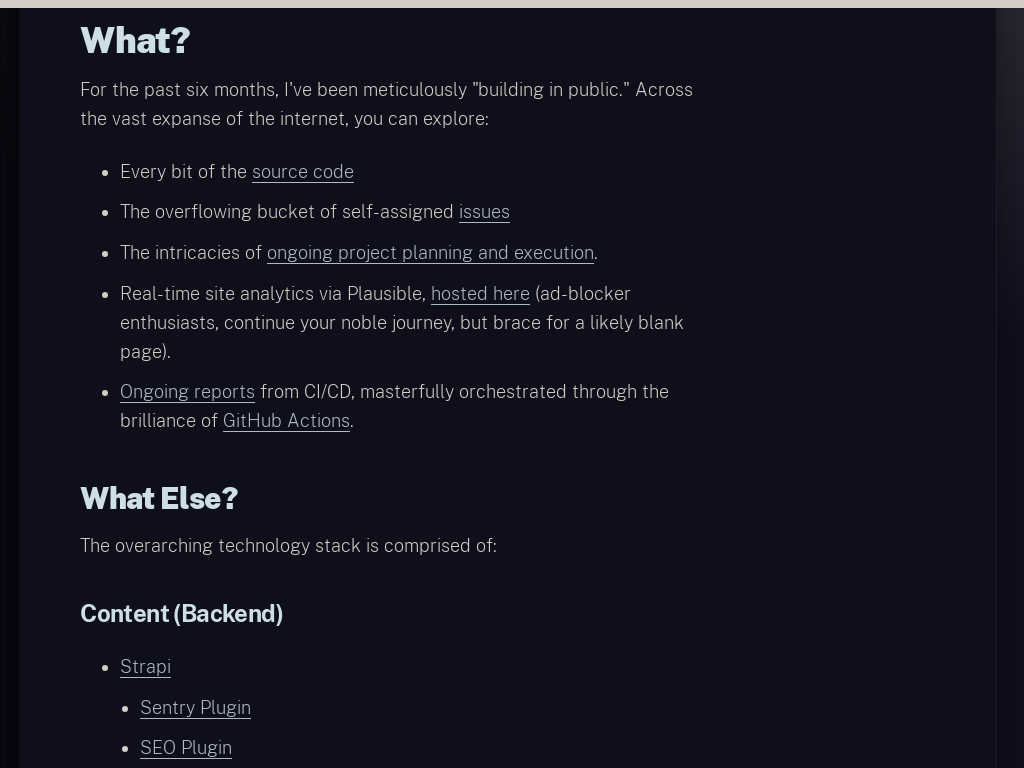 What?
For the past six months, I've been meticulously "building in public." Across
the vast expanse of the internet, you can explore:
Every bit of the source code
The overflowing bucket of self-assigned issues
The intricacies of ongoing project planning and execution.
Real-time site analytics via Plausible, hosted here (ad-blocker
enthusiasts, continue your noble journey, but brace for a likely blank
page).
Ongoing reports from CI/CD, masterfully orchestrated through the
brilliance of GitHub Actions.
What Else?
The overarching technology stack is comprised of:
Content (Backend)
Strapi
Sentry Plugin
SEO Plugin